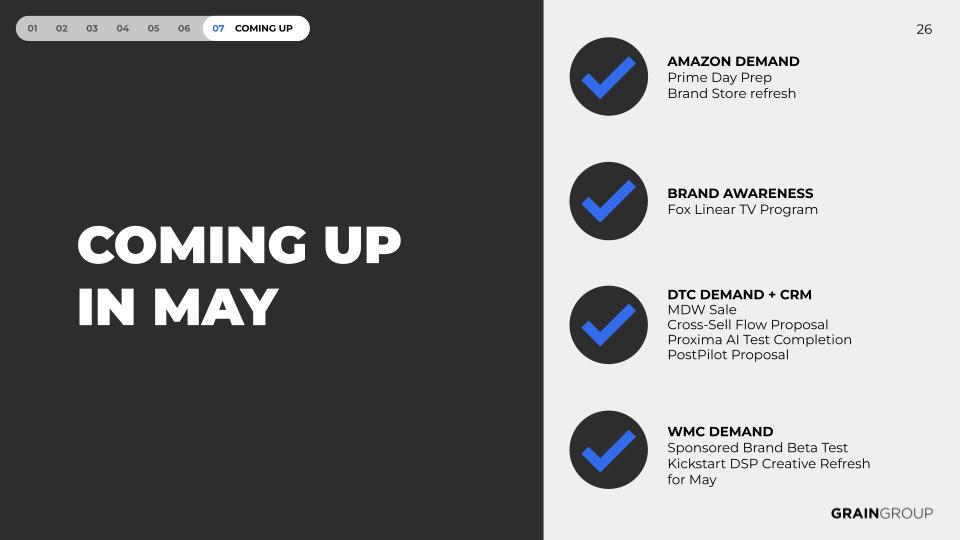 01 02 03 04 05 06 07 COMING UP
26
COMING UP
IN MAY
AMAZON DEMAND
Prime Day Prep
Brand Store refresh
BRAND AWARENESS
Fox Linear TV Program
DTC DEMAND + CRM
MDW Sale
Cross-Sell Flow Proposal
Proxima AI Test Completion
PostPilot Proposal
WMC DEMAND
Sponsored Brand Beta Test
Kickstart DSP Creative Refresh
for May
GRAINGROUP